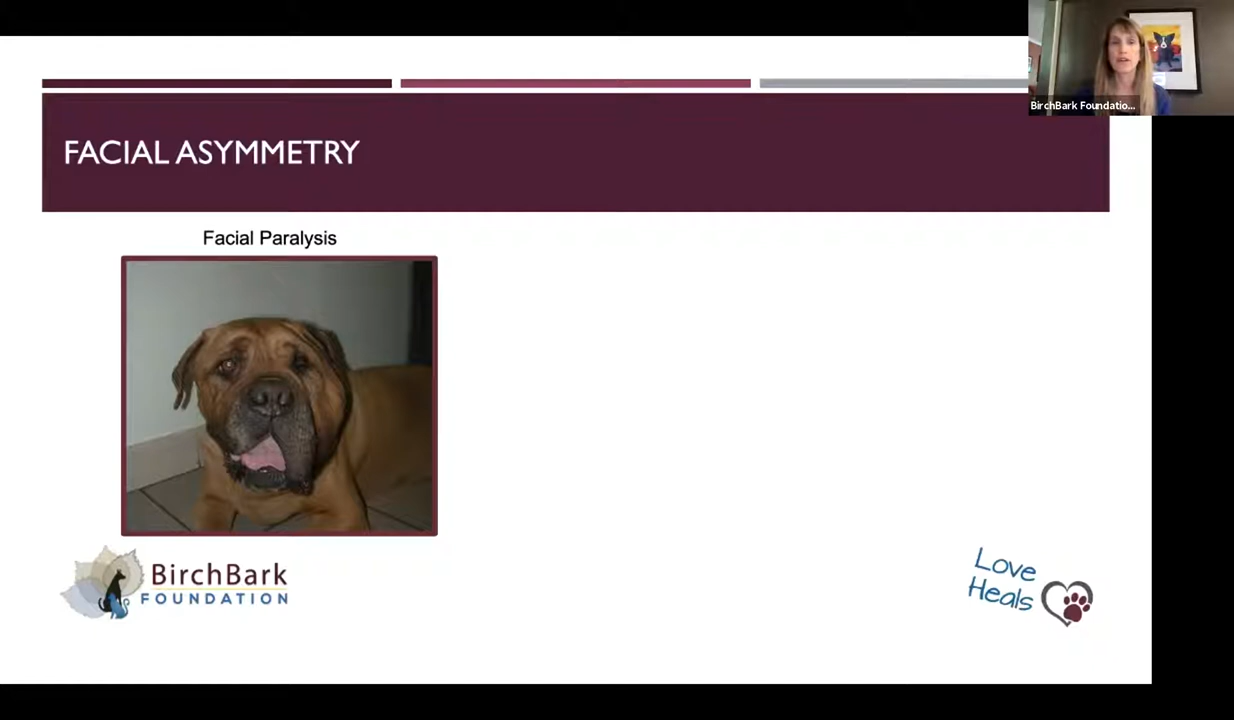 FACIAL ASYMMETRY
BirchBark Foundatio...
Facial Paralysis
BirchBark
FOUNDATION
Love
Heals